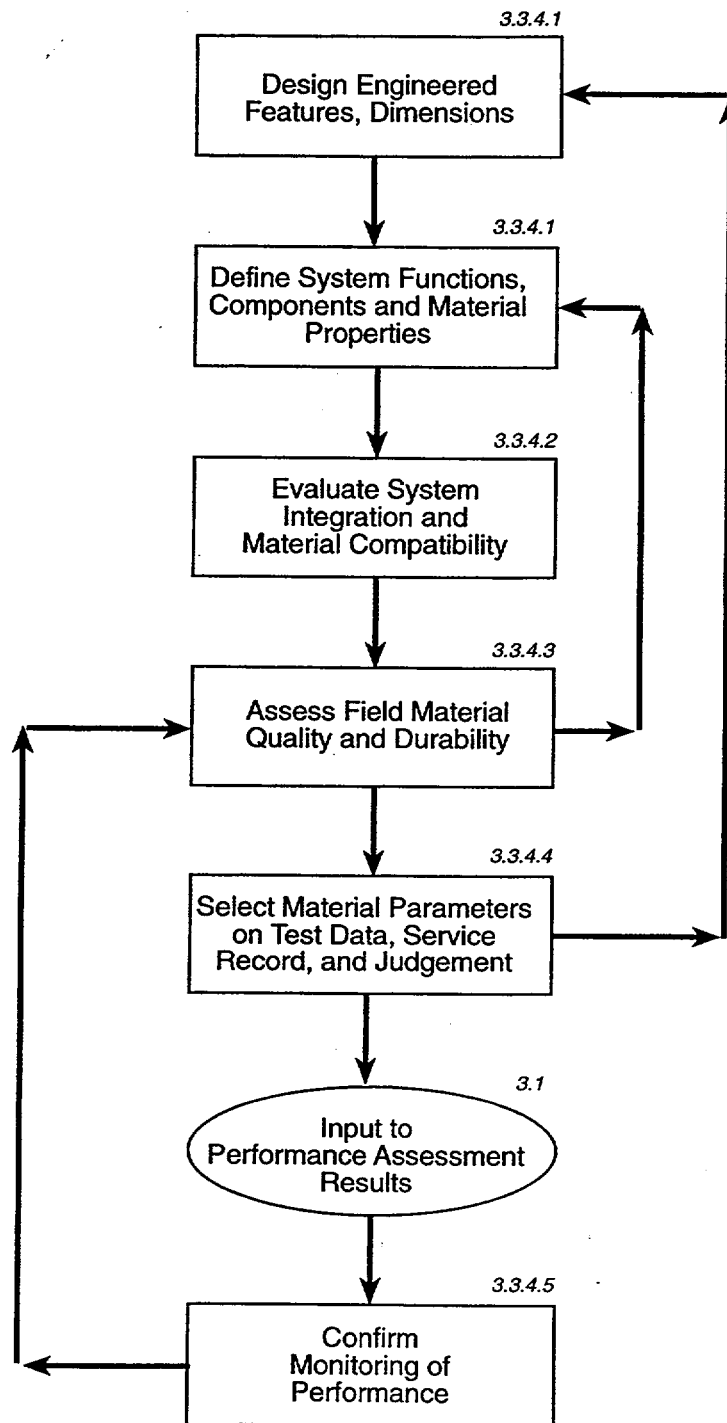 3.3.4.1
Design Engineered
Features, Dimensions
3.3.4.1
Define System Functions,
Components and Material
Properties
3.3.4.2
Evaluate System
Integration and
Material Compatibility
3.3.4.3
Assess Field Material
Quality and Durability
3.3.4.4
Select Material Parameters
on Test Data, Service
Record, and Judgement
3.1
Input to
Performance Assessment
Results
3.3.4.5
Confirm
Monitoring of
Performance